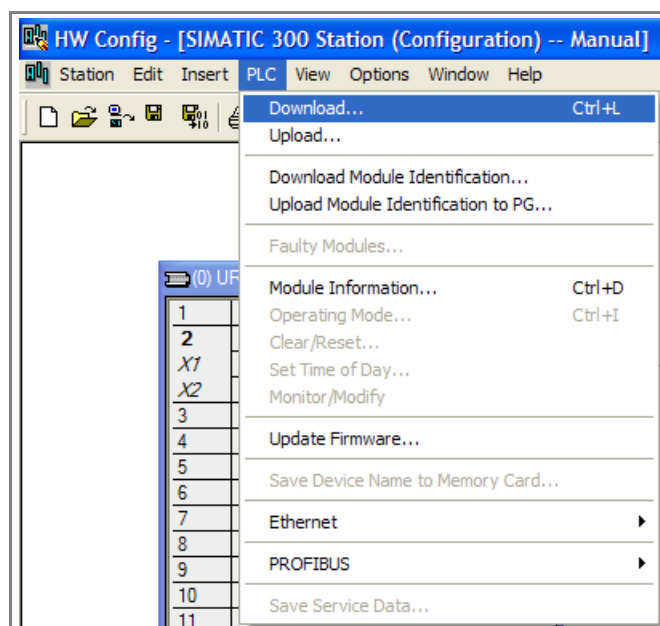 HW Config - [SIMATIC 300 Station (Configuration) -- Manual]
Station Edit Insert PLC View Options Window Help
Download... Ctrl+L
Upload...
Download Module Identification...
Upload Module Identification to PG...
Faulty Modules...
(0) UR
Module Information... Ctrl+D
1
Operating Mode... Ctrl+I
2
Clear/Reset...
X1
Set Time of Day...
X2
Monitor/Modify
3
4
Update Firmware...
5
Save Device Name to Memory Card...
6
7
Ethernet
8
9
PROFIBUS
10
Save Service Data...
11